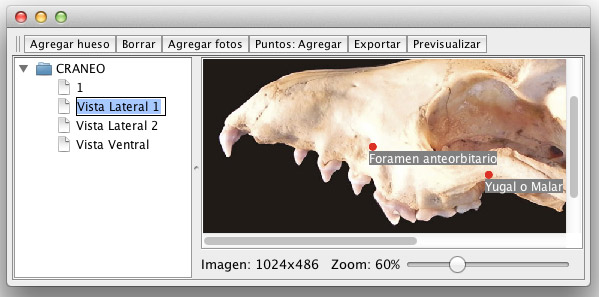 Agregar hueso Borrar Agregar fotos Puntos: Agregar Exportar Previsualizar
CRANEO
1
Vista Lateral 1
Vista Lateral 2
Vista Ventral
Foramen anteorbitario
Yugal o Malar
Imagen: 1024x486 Zoom: 60%